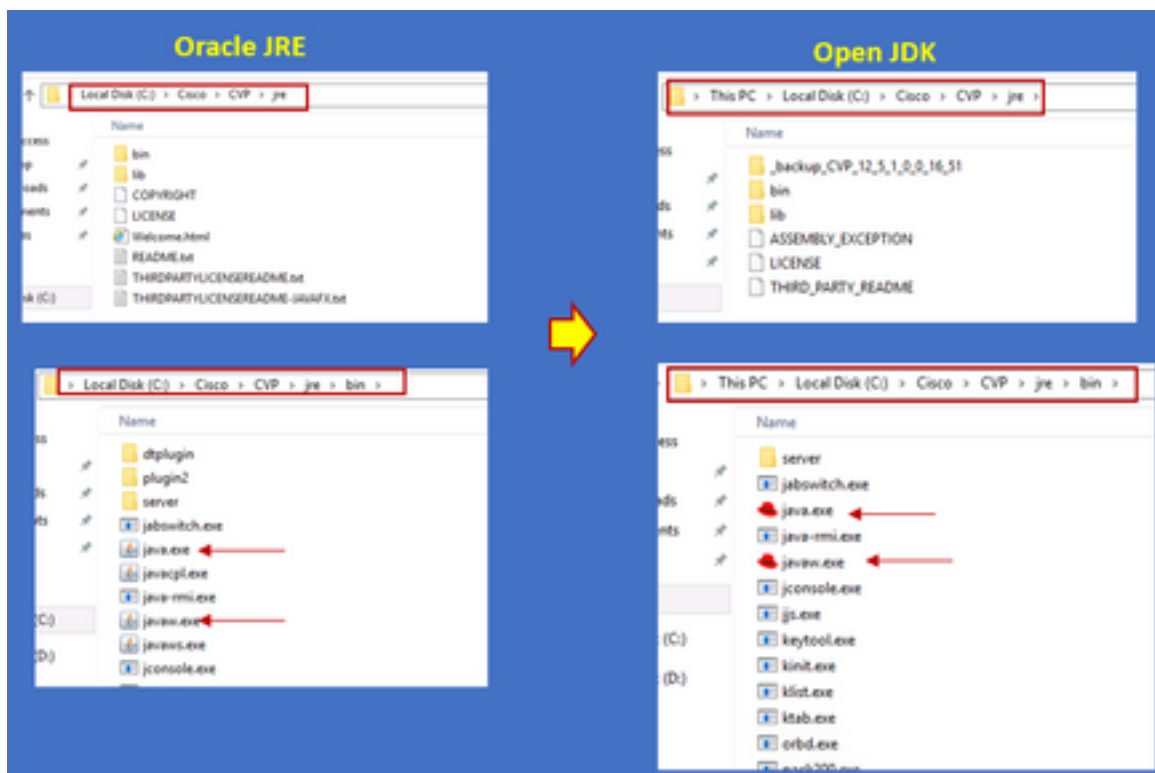 Oracle JRE
Local Disk (C:) › Cisco › CVP › jre
Name
bin
lib
COPYRIGHT
LICENSE
Welcome.html
README.txt
THIRDPARTYLICENSEREADME.txt
THIRDPARTYLICENSEREADME-JAVAFX.txt
sk (C:)
› Local Disk (C:) › Cisco › CVP › jre › bin ›
Name
dtplugin
plugin2
server
jabswitch.exe
java.exe
javacpl.exe
java-rmi.exe
javaw.exe
javaws.exe
jconsole.exe
(C:)
(D:)
Open JDK
› This PC › Local Disk (C:) › Cisco › CVP › jre ›
Name
_backup_CVP_12_5_1_0_0_16_51
bin
lib
ASSEMBLY_EXCEPTION
LICENSE
THIRD_PARTY_README
› This PC › Local Disk (C:) › Cisco › CVP › jre › bin ›
Name
server
jabswitch.exe
java.exe
java-rmi.exe
javaw.exe
jconsole.exe
jjs.exe
keytool.exe
kinit.exe
klist.exe
ktab.exe
orbd.exe
(C:)
(D:)